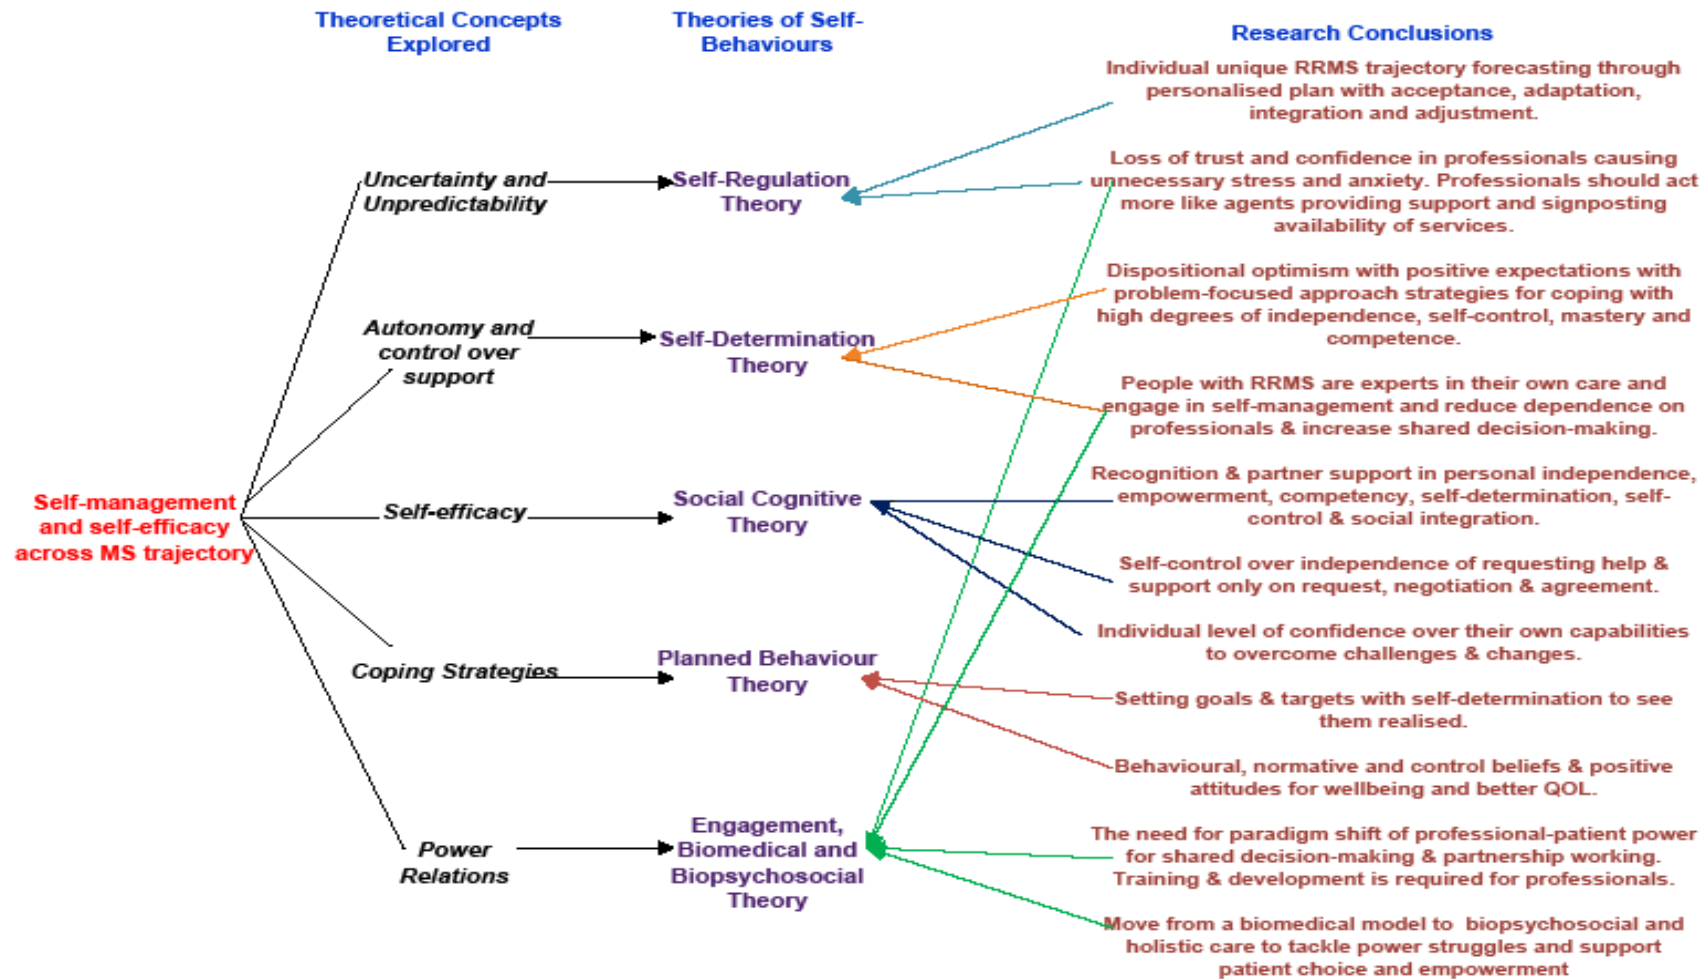 Theoretical Concepts
Explored
Theories of Self-
Behaviours
Research Conclusions
Self-management
and self-efficacy
across MS trajectory
Uncertainty and
Unpredictability
Autonomy and
control over
support
Self-efficacy
Coping Strategies
Power
Relations
Self-Regulation
Theory
Self-Determination
Theory
Social Cognitive
Theory
Planned Behaviour
Theory
Engagement,
Biomedical and
Biopsychosocial
Theory
Individual unique RRMS trajectory forecasting through
personalised plan with acceptance, adaptation,
integration and adjustment.
Loss of trust and confidence in professionals causing
unnecessary stress and anxiety. Professionals should act
more like agents providing support and signposting
availability of services.
Dispositional optimism with positive expectations with
problem-focused approach strategies for coping with
high degrees of independence, self-control, mastery and
competence.
People with RRMS are experts in their own care and
engage in self-management and reduce dependence on
professionals & increase shared decision-making.
Recognition & partner support in personal independence,
empowerment, competency, self-determination, self-
control & social integration.
Self-control over independence of requesting help &
support only on request, negotiation & agreement.
Individual level of confidence over their own capabilities
to overcome challenges & changes.
Setting goals & targets with self-determination to see
them realised.
Behavioural, normative and control beliefs & positive
attitudes for wellbeing and better QOL.
The need for paradigm shift of professional-patient power
for shared decision-making & partnership working.
Training & development is required for professionals.
Move from a biomedical model to biopsychosocial and
holistic care to tackle power struggles and support
patient choice and empowerment